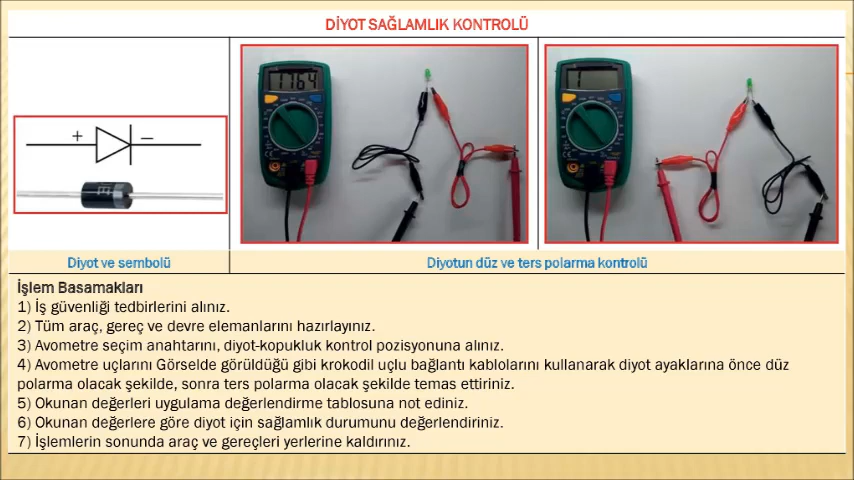 DİYOT SAĞLAMLIK KONTROLÜ
1764
1
+ −
Diyot ve sembolü
Diyotun düz ve ters polarma kontrolü
İşlem Basamakları
1) İş güvenliği tedbirlerini alınız.
2) Tüm araç, gereç ve devre elemanlarını hazırlayınız.
3) Avometre seçim anahtarını, diyot-kopukluk kontrol pozisyonuna alınız.
4) Avometre uçlarını Görselde görüldüğü gibi krokodil uçlu bağlantı kablolarını kullanarak diyot ayaklarına önce düz
polarma olacak şekilde, sonra ters polarma olacak şekilde temas ettiriniz.
5) Okunan değerleri uygulama değerlendirme tablosuna not ediniz.
6) Okunan değerlere göre diyot için sağlamlık durumunu değerlendiriniz.
7) İşlemlerin sonunda araç ve gereçleri yerlerine kaldırınız.